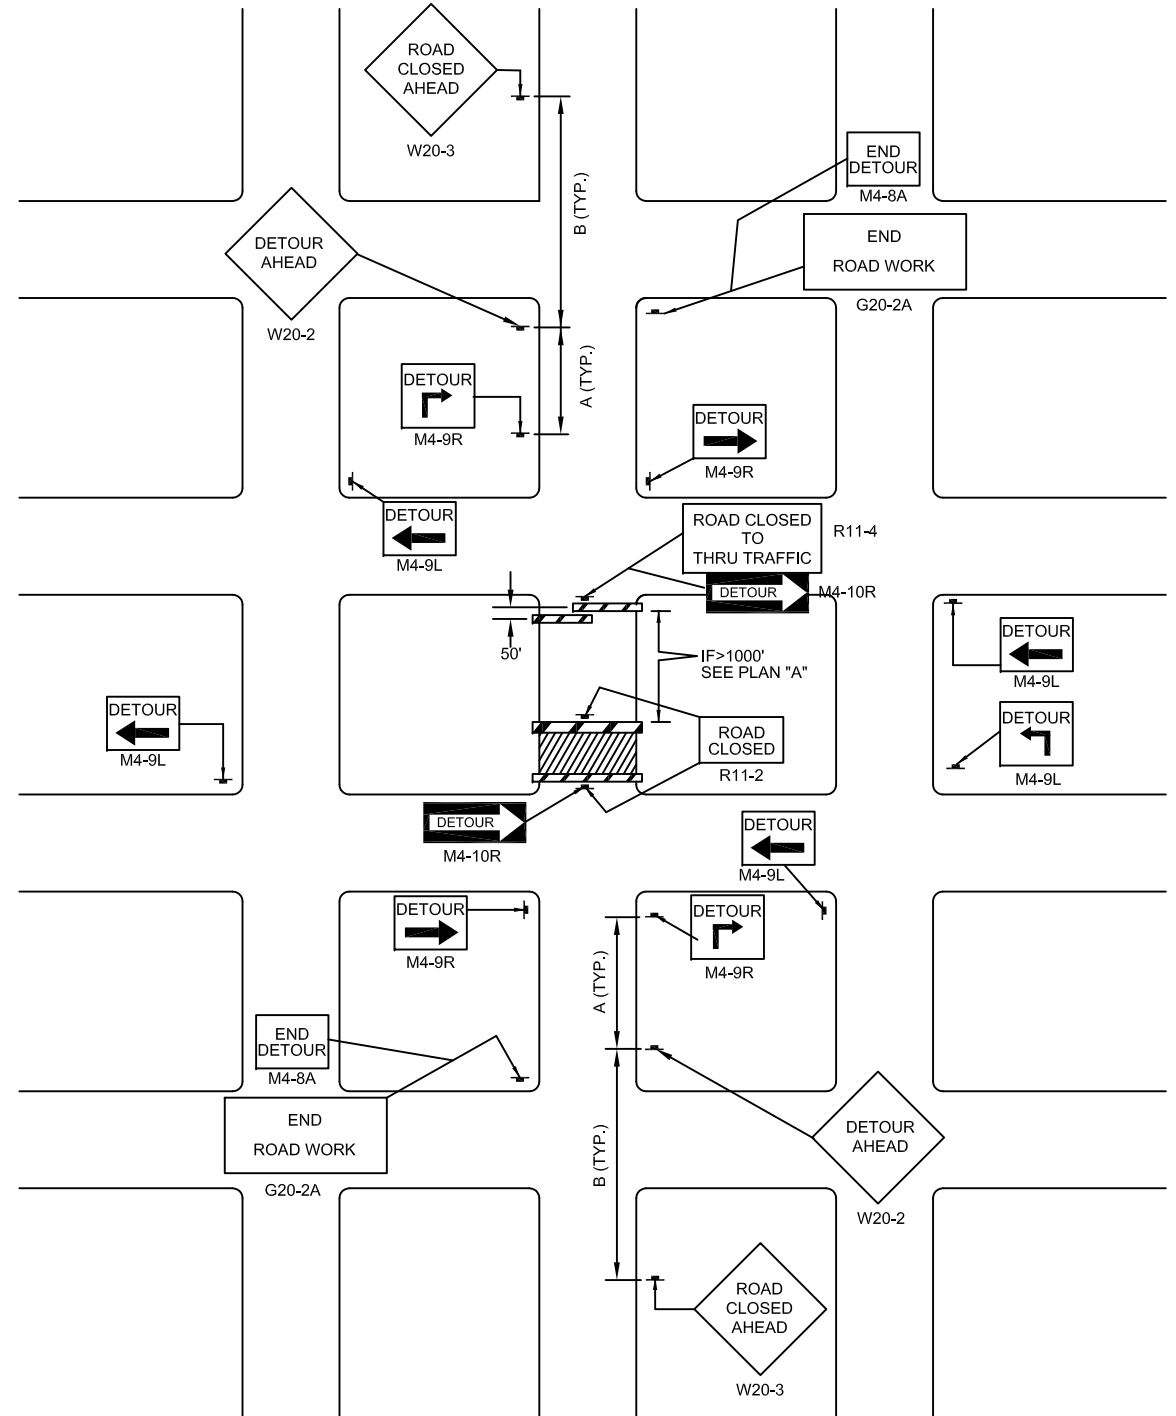 ROAD
CLOSED
AHEAD
W20-3
B (TYP.)
END
DETOUR
M4-8A
DETOUR
AHEAD
W20-2
END
ROAD WORK
G20-2A
A (TYP.)
DETOUR
M4-9R
DETOUR
M4-9R
DETOUR
M4-9L
ROAD CLOSED
TO
THRU TRAFFIC
R11-4
DETOUR
M4-10R
50'
IF>1000'
SEE PLAN "A"
DETOUR
M4-9L
DETOUR
M4-9L
ROAD
CLOSED
R11-2
DETOUR
M4-9L
DETOUR
M4-10R
DETOUR
M4-9L
DETOUR
M4-9R
DETOUR
M4-9R
A (TYP.)
END
DETOUR
M4-8A
END
ROAD WORK
G20-2A
B (TYP.)
DETOUR
AHEAD
W20-2
ROAD
CLOSED
AHEAD
W20-3